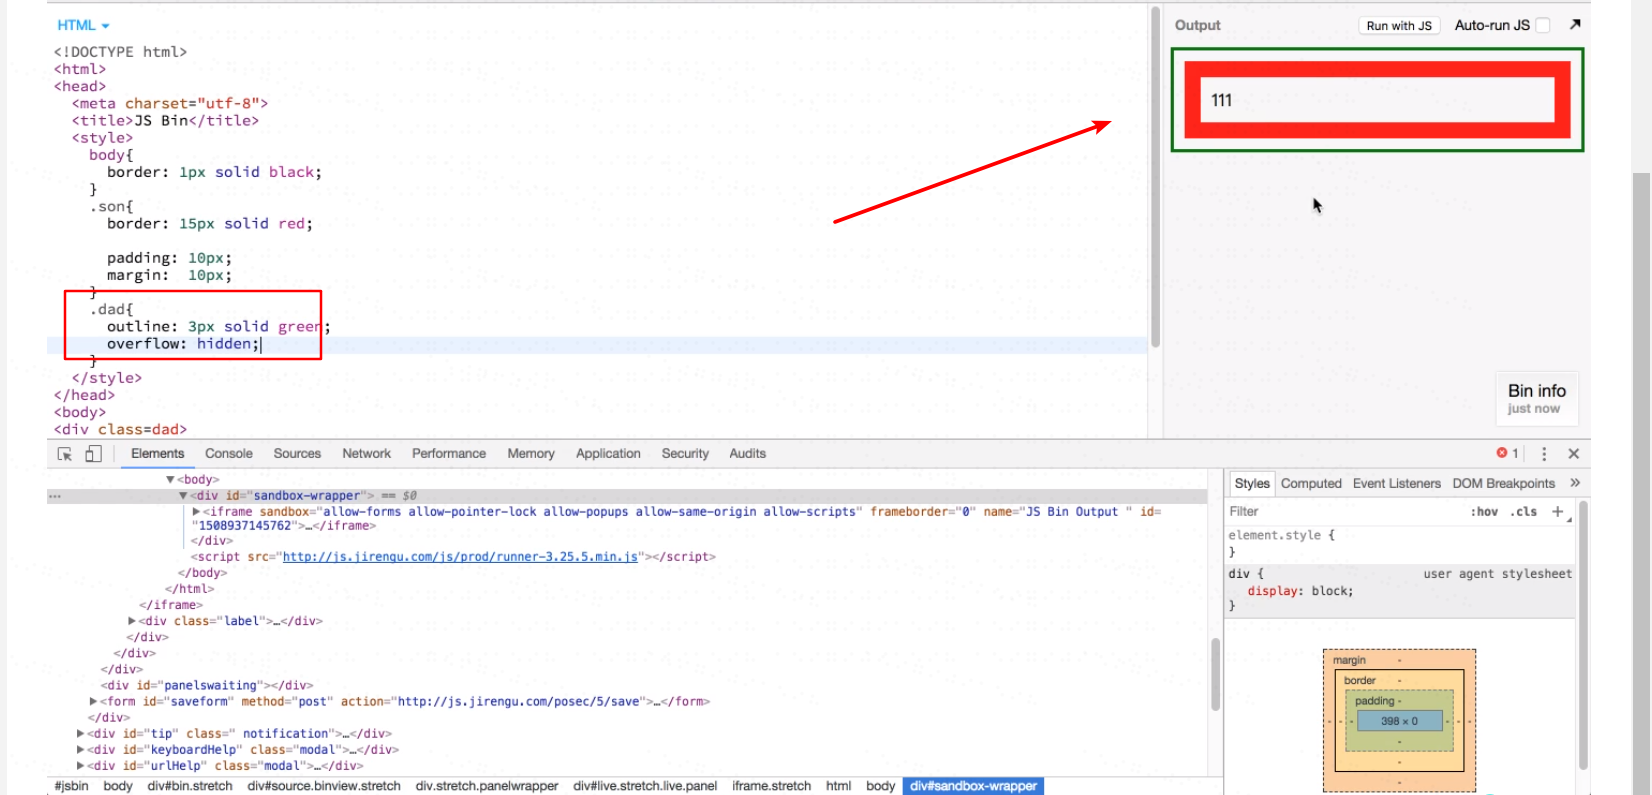 HTML
<!DOCTYPE html>
<html>
<head>
<meta charset="utf-8">
<title>JS Bin</title>
<style>
body{
border: 1px solid black;
}
.son{
border: 15px solid red;
padding: 10px;
margin: 10px;
}
.dad{
outline: 3px solid green;
overflow: hidden;
}
</style>
</head>
<body>
<div class=dad>
Output
Run with JS
Auto-run JS
111
Bin info
just now
Elements Console Sources Network Performance Memory Application Security Audits
1
<body>
... <div id="sandbox-wrapper"> == $0
<iframe sandbox="allow-forms allow-pointer-lock allow-popups allow-same-origin allow-scripts" frameborder="0" name="JS Bin Output " id=
"1508937145762">…</iframe>
</div>
<script src="http://js.jirengu.com/js/prod/runner-3.25.5.min.js"></script>
</body>
</html>
</iframe>
<div class="label">…</div>
</div>
</div>
</div>
<div id="panelswaiting"></div>
<form id="saveform" method="post" action="http://js.jirengu.com/posec/5/save">…</form>
</div>
<div id="tip" class=" notification">…</div>
<div id="keyboardHelp" class="modal">…</div>
<div id="urlHelp" class="modal">…</div>
#jsbin body div#bin.stretch div#source.binview.stretch div.stretch.panelwrapper div#live.stretch.live.panel iframe.stretch html body div#sandbox-wrapper
Styles Computed Event Listeners DOM Breakpoints »
Filter :hov .cls +
element.style {
}
div { user agent stylesheet
display: block;
}
margin -
border -
padding -
- - - 398 × 0 - - -
-
-
-